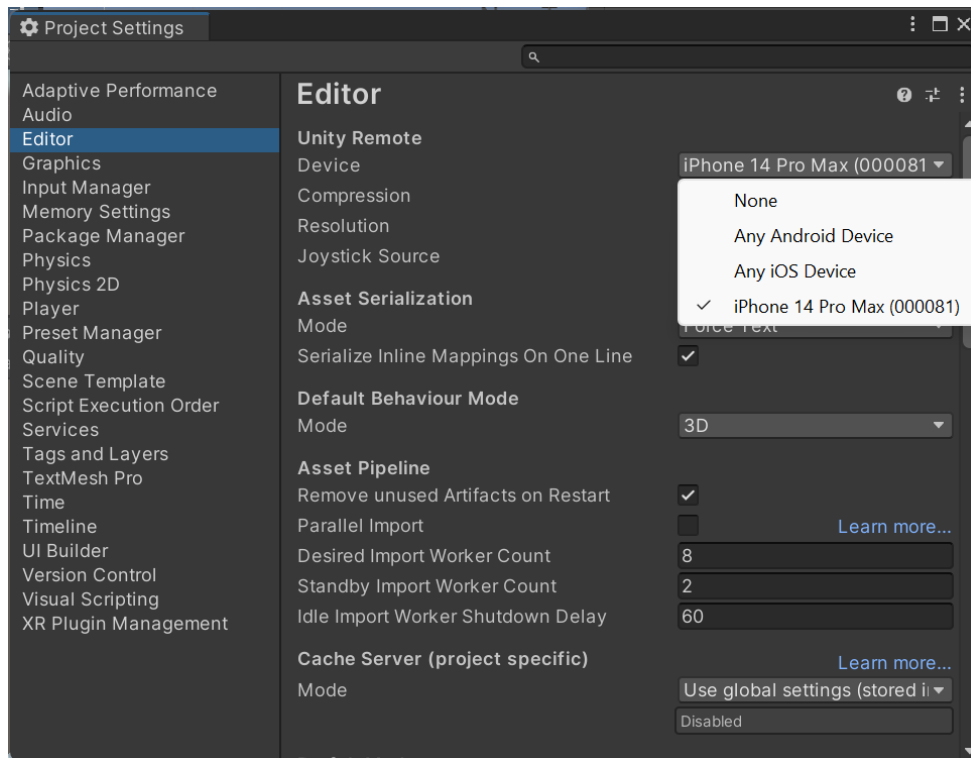 Project Settings
Adaptive Performance
Audio
Editor
Graphics
Input Manager
Memory Settings
Package Manager
Physics
Physics 2D
Player
Preset Manager
Quality
Scene Template
Script Execution Order
Services
Tags and Layers
TextMesh Pro
Time
Timeline
UI Builder
Version Control
Visual Scripting
XR Plugin Management
Editor
Unity Remote
Device iPhone 14 Pro Max (000081
Compression
Resolution
Joystick Source
None
Any Android Device
Any iOS Device
iPhone 14 Pro Max (000081)
Asset Serialization
Mode Force Text
Serialize Inline Mappings On One Line
Default Behaviour Mode
Mode 3D
Asset Pipeline
Remove unused Artifacts on Restart
Parallel Import Learn more...
Desired Import Worker Count 8
Standby Import Worker Count 2
Idle Import Worker Shutdown Delay 60
Cache Server (project specific) Learn more...
Mode Use global settings (stored i
Disabled